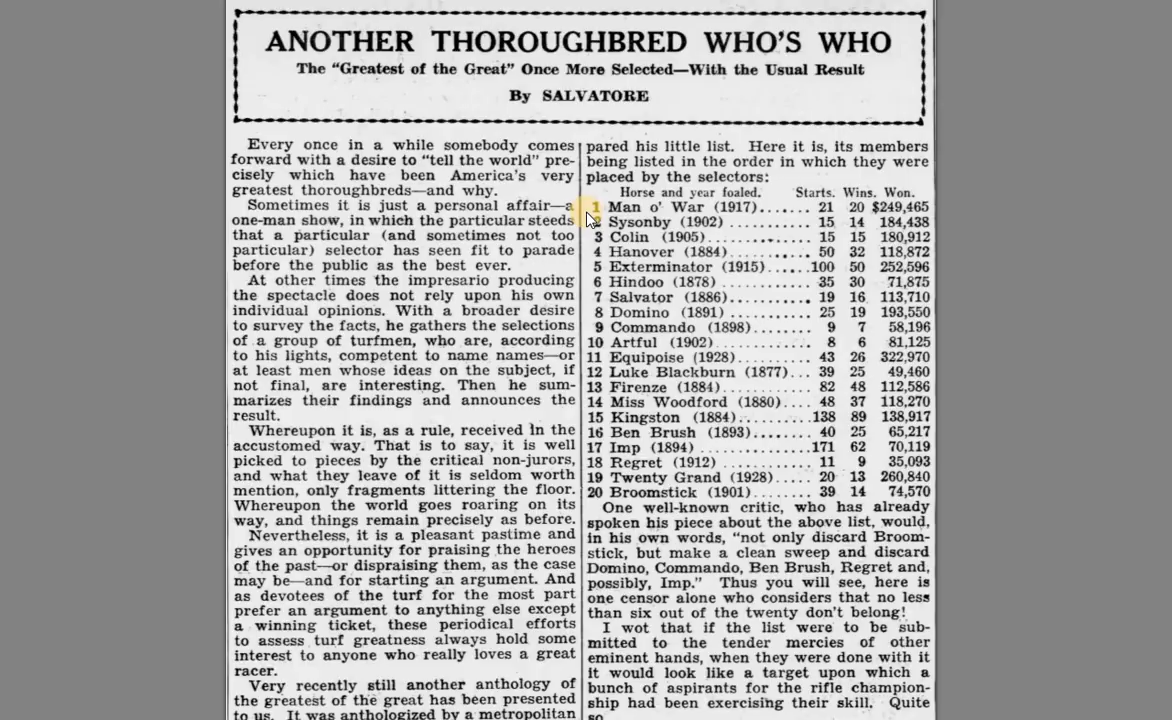 ANOTHER THOROUGHBRED WHO'S WHO
The "Greatest of the Great" Once More Selected—With the Usual Result
By SALVATORE
Every once in a while somebody comes
forward with a desire to "tell the world" pre-
cisely which have been America's very
greatest thoroughbreds—and why.
Sometimes it is just a personal affair—a
one-man show, in which the particular steeds
that a particular (and sometimes not too
particular) selector has seen fit to parade
before the public as the best ever.
At other times the impresario producing
the spectacle does not rely upon his own
individual opinions. With a broader desire
to survey the facts, he gathers the selections
of a group of turfmen, who are, according
to his lights, competent to name names—or
at least men whose ideas on the subject, if
not final, are interesting. Then he sum-
marizes their findings and announces the
result.
Whereupon it is, as a rule, received in the
accustomed way. That is to say, it is well
picked to pieces by the critical non-jurors,
and what they leave of it is seldom worth
mention, only fragments littering the floor.
Whereupon the world goes roaring on its
way, and things remain precisely as before.
Nevertheless, it is a pleasant pastime and
gives an opportunity for praising the heroes
of the past—or dispraising them, as the case
may be—and for starting an argument. And
as devotees of the turf for the most part
prefer an argument to anything else except
a winning ticket, these periodical efforts
to assess turf greatness always hold some
interest to anyone who really loves a great
racer.
Very recently still another anthology of
the greatest of the great has been presented
to us. It was anthologized by a metropolitan
pared his little list. Here it is, its members
being listed in the order in which they were
placed by the selectors:
Horse and year foaled. Starts. Wins. Won.
1 Man o' War (1917)....... 21 20 $249,465
2 Sysonby (1902) ........... 15 14 184,438
3 Colin (1905).............. 15 15 180,912
4 Hanover (1884)........... 50 32 118,872
5 Exterminator (1915)......100 50 252,596
6 Hindoo (1878) ........... 35 30 71,875
7 Salvator (1886)........... 19 16 113,710
8 Domino (1891) ........... 25 19 193,550
9 Commando (1898)........ 9 7 58,196
10 Artful (1902) ............ 8 6 81,125
11 Equipoise (1928).......... 43 26 322,970
12 Luke Blackburn (1877)... 39 25 49,460
13 Firenze (1884)............ 82 48 112,586
14 Miss Woodford (1880).... 48 37 118,270
15 Kingston (1884)..........138 89 138,917
16 Ben Brush (1893)........ 40 25 65,217
17 Imp (1894) ..............171 62 70,119
18 Regret (1912) ............ 11 9 35,093
19 Twenty Grand (1928).... 20 13 260,840
20 Broomstick (1901)........ 39 14 74,570
One well-known critic, who has already
spoken his piece about the above list, would,
in his own words, "not only discard Broom-
stick, but make a clean sweep and discard
Domino, Commando, Ben Brush, Regret and,
possibly, Imp." Thus you will see, here is
one censor alone who considers that no less
than six out of the twenty don't belong!
I wot that if the list were to be sub-
mitted to the tender mercies of other
eminent hands, when they were done with it
it would look like a target upon which a
bunch of aspirants for the rifle champion-
ship had been exercising their skill. Quite
so